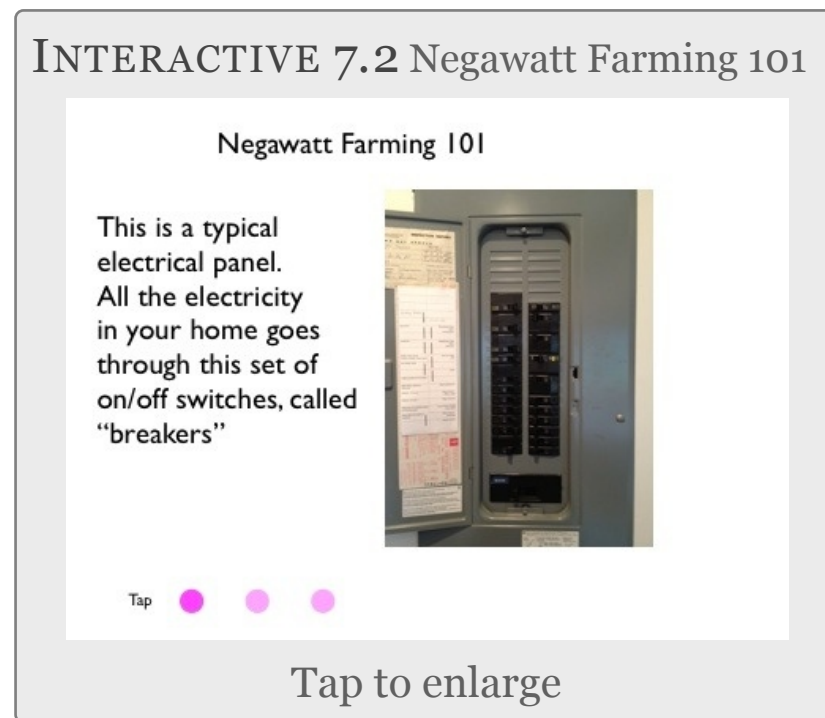 INTERACTIVE 7.2 Negawatt Farming 101
Negawatt Farming 101
This is a typical
electrical panel.
All the electricity
in your home goes
through this set of
on/off switches, called
“breakers”
Tap
Tap to enlarge